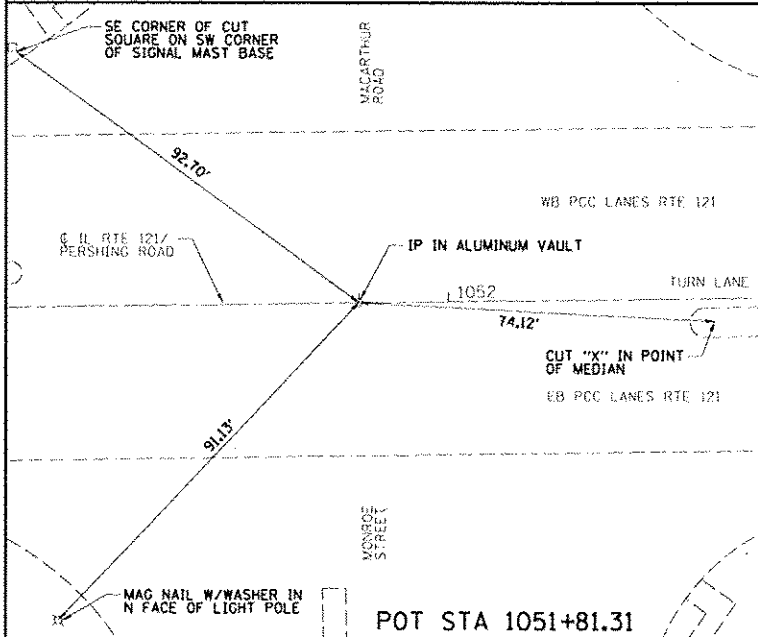 SE CORNER OF CUT
SQUARE ON SW CORNER
OF SIGNAL MAST BASE
MACARTHUR
ROAD
92.70'
WB PCC LANES RTE 121
℄ IL RTE 121/
PERSHING ROAD
IP IN ALUMINUM VAULT
1052
TURN LANE
74.12'
CUT "X" IN POINT
OF MEDIAN
EB PCC LANES RTE 121
91.13'
MONROE
STREET
MAG NAIL W/WASHER IN
N FACE OF LIGHT POLE
POT STA 1051+81.31